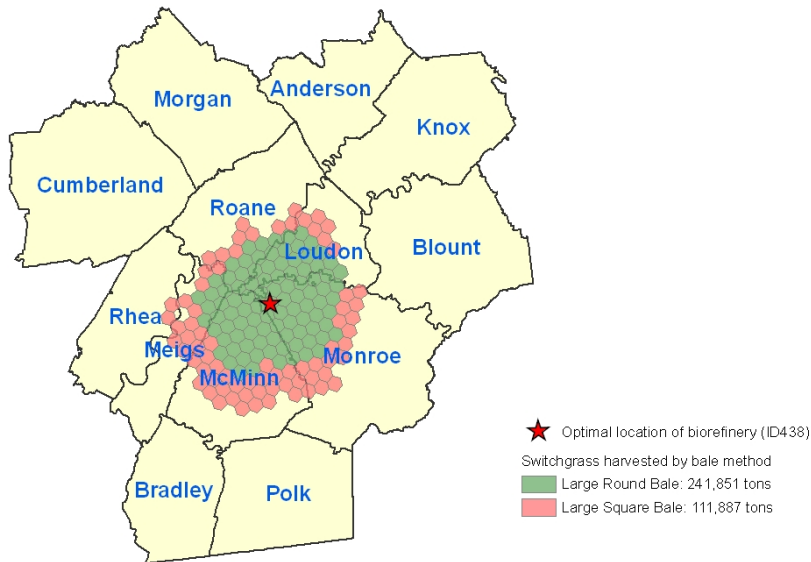 Morgan
Anderson
Knox
Cumberland
Roane
Loudon
Blount
Rhea
Meigs
Monroe
McMinn
Bradley
Polk
Optimal location of biorefinery (ID438)
Switchgrass harvested by bale method
Large Round Bale: 241,851 tons
Large Square Bale: 111,887 tons